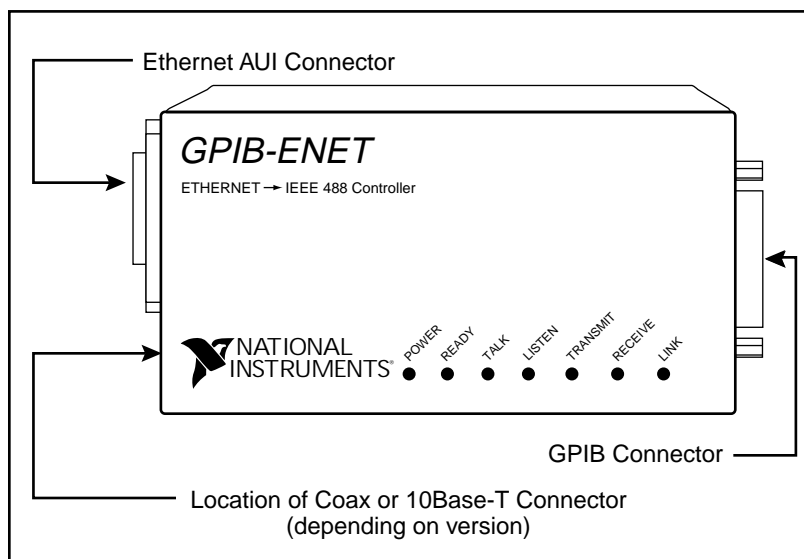 Ethernet AUI Connector
GPIB-ENET
ETHERNET → IEEE 488 Controller
NATIONAL
INSTRUMENTS®
POWER
READY
TALK
LISTEN
TRANSMIT
RECEIVE
LINK
GPIB Connector
Location of Coax or 10Base-T Connector
(depending on version)